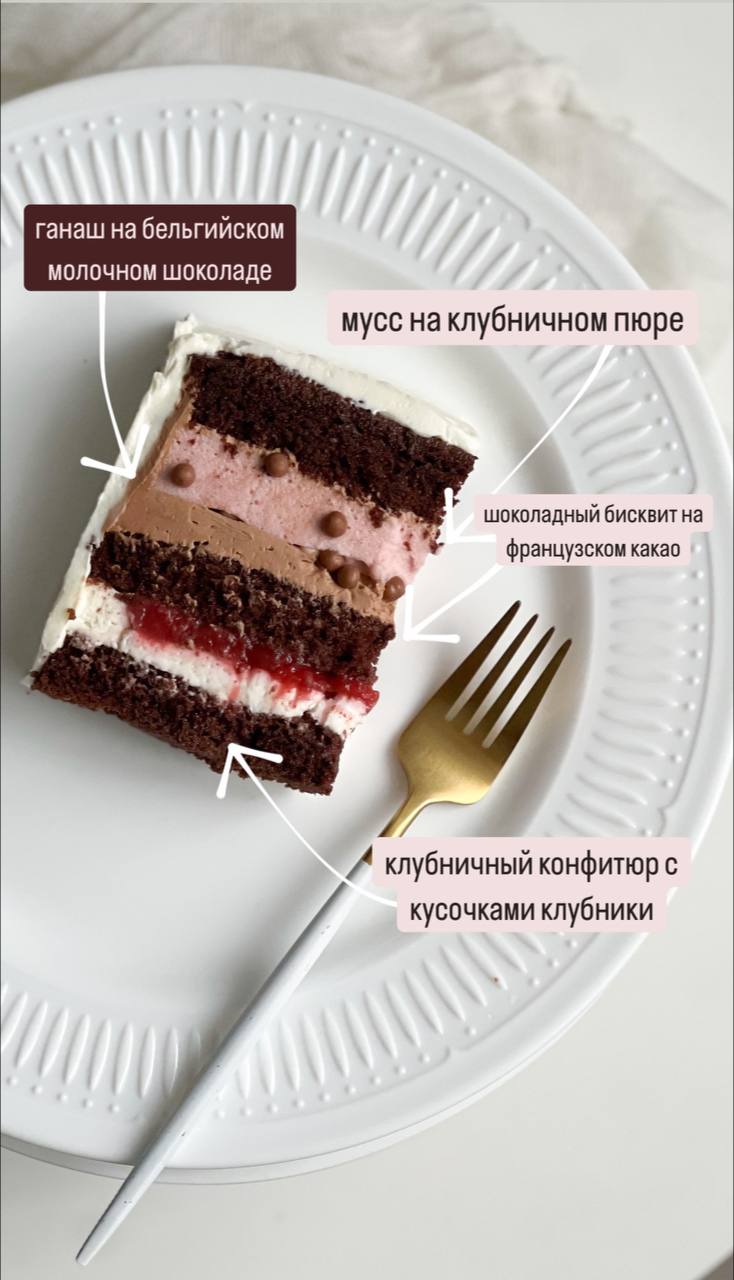 ганаш на бельгийском
молочном шоколаде
мусс на клубничном пюре
шоколадный бисквит на
французском какао
клубничный конфитюр с
кусочками клубники